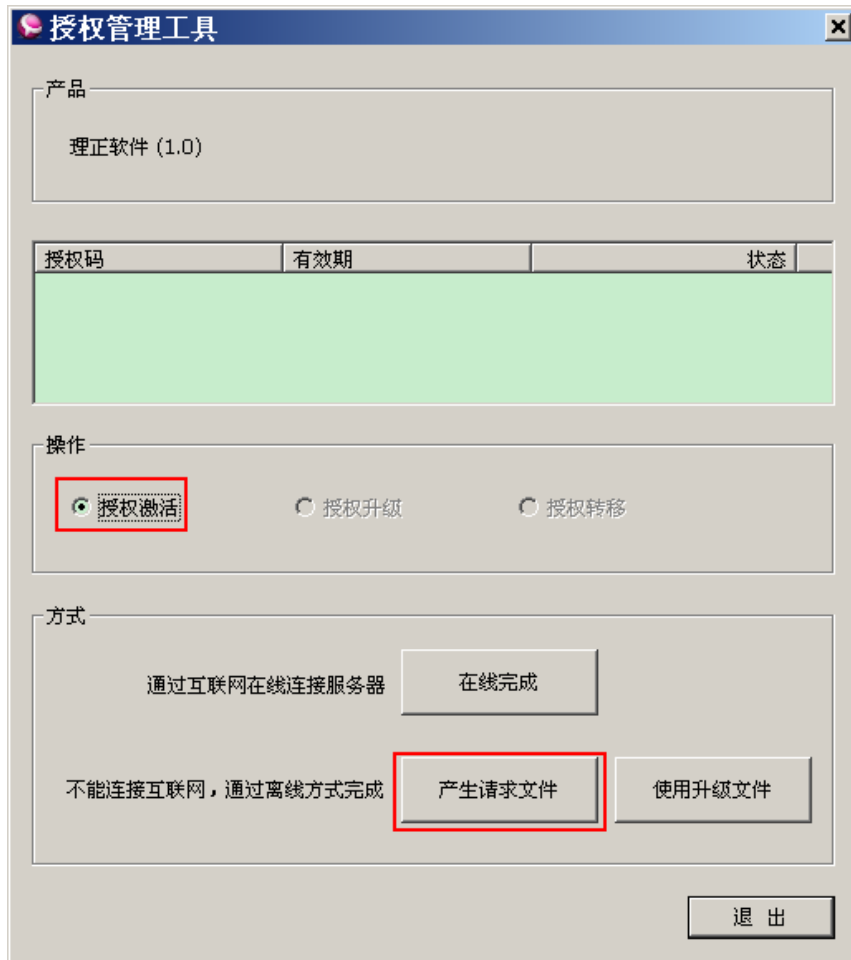 授权管理工具
产品
理正软件 (1.0)
授权码 有效期 状态
操作
授权激活 授权升级 授权转移
方式
通过互联网在线连接服务器 在线完成
不能连接互联网，通过离线方式完成 产生请求文件 使用升级文件
退 出